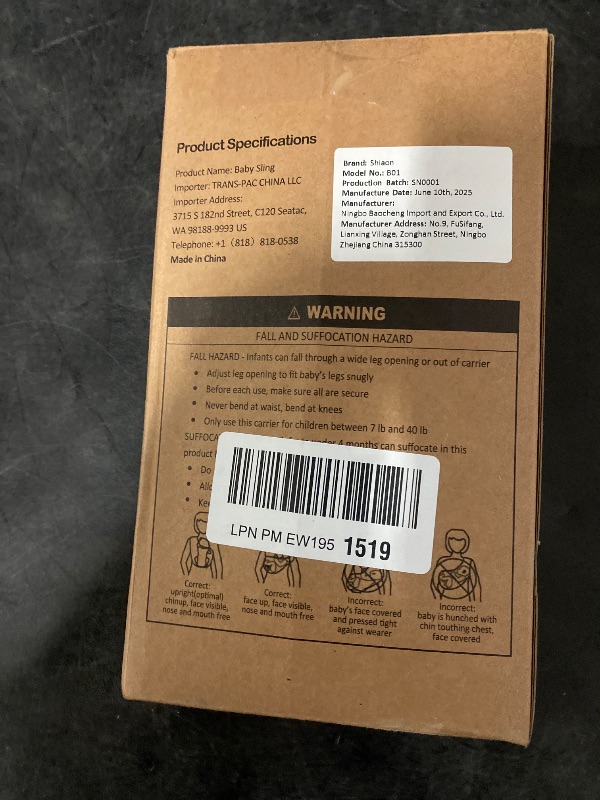 Product Specifications
Product Name: Baby Sling
Importer: TRANS-PAC CHINA LLC
Importer Address:
3715 S 182nd Street, C120 Seatac,
WA 98188-9993 US
Telephone: +1（818）818-0538
Made in China
Brand: Shiaon
Model No.: B01
Production Batch: SN0001
Manufacture Date: June 10th, 2025
Manufacturer:
Ningbo Baocheng Import and Export Co., Ltd.
Manufacturer Address: No.9, FuSifang,
Lianxing Village, Zonghan Street, Ningbo
Zhejiang China 315300
⚠ WARNING
FALL AND SUFFOCATION HAZARD
FALL HAZARD - Infants can fall through a wide leg opening or out of carrier
• Adjust leg opening to fit baby's legs snugly
• Before each use, make sure all are secure
• Never bend at waist, bend at knees
• Only use this carrier for children between 7 lb and 40 lb
under 4 months can suffocate in this
product
• Do
LPN PM EW195 1519
Correct:
upright(optimal)
chinup, face visible,
nose and mouth free
Correct:
face up, face visible,
nose and mouth free
Incorrect:
baby's face covered
and pressed tight
against wearer
Incorrect:
baby is hunched with
chin touthing chest,
face covered